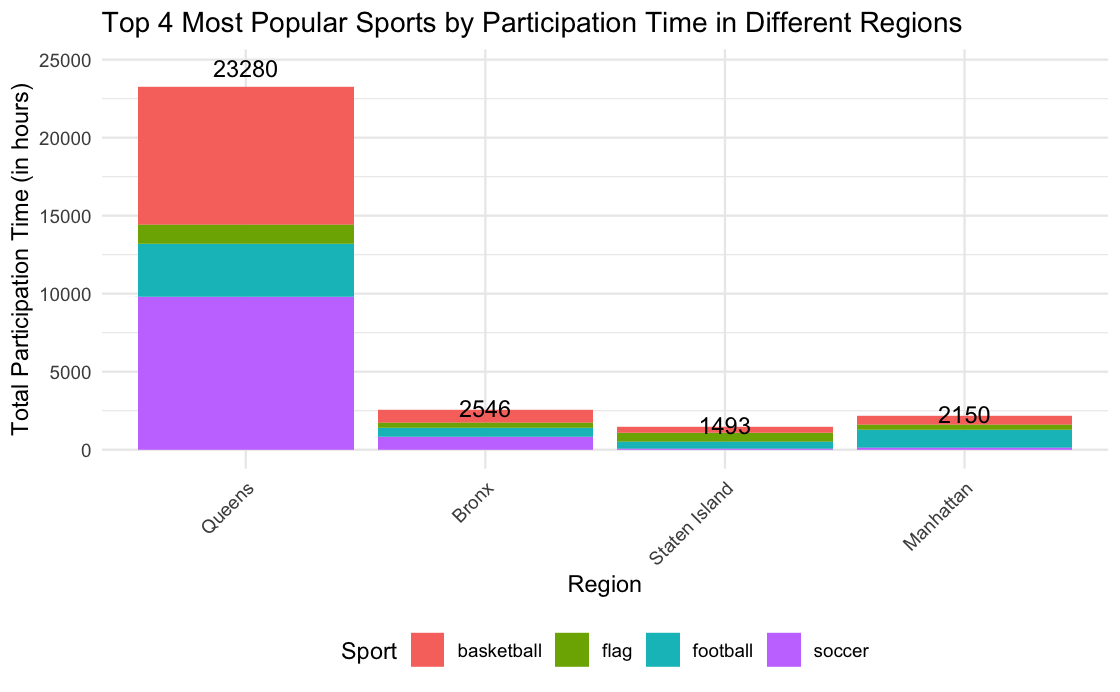 Top 4 Most Popular Sports by Participation Time in Different Regions
Total Participation Time (in hours)
25000
20000
15000
10000
5000
0
23280
2546
1493
2150
Queens
Bronx
Staten Island
Manhattan
Region
Sport
basketball
flag
football
soccer